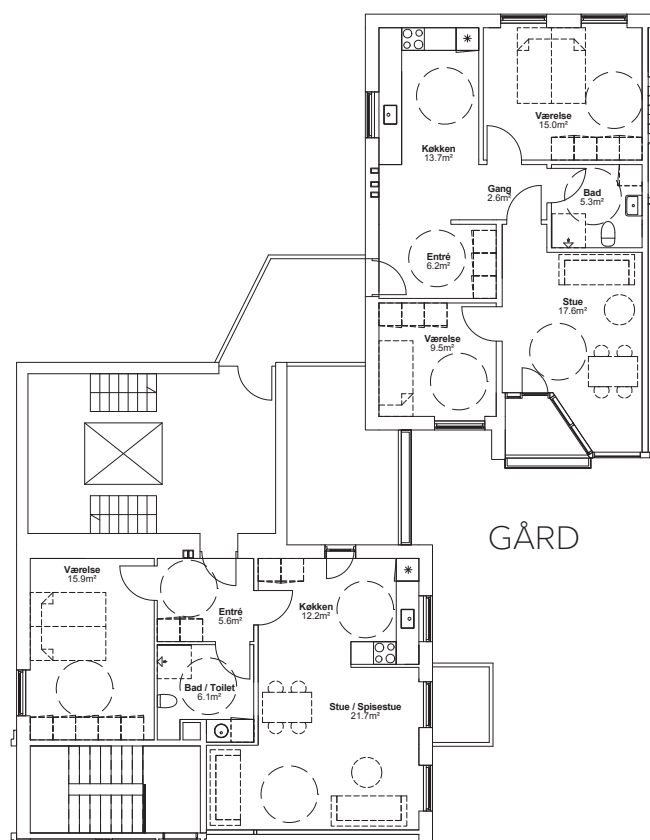 Værelse
15.0m²
Køkken
13.7m²
Gang
2.6m²
Bad
5.3m²
Entré
6.2m²
Stue
17.6m²
Værelse
9.5m²
GÅRD
Værelse
15.9m²
Entré
5.6m²
Køkken
12.2m²
Bad / Toilet
6.1m²
Stue / Spisestue
21.7m²